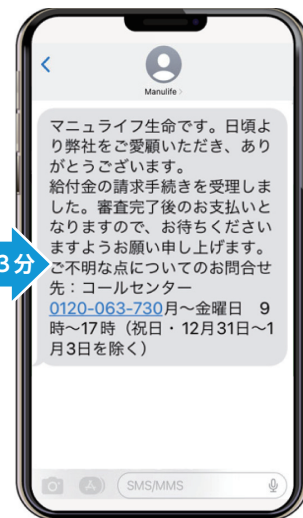 Manulife
マニュライフ生命です。日頃よ
り弊社をご愛顧いただき、あり
がとうございます。
給付金の請求手続きを受理しま
した。審査完了後のお支払いと
なりますので、お待ちください
ますようお願い申し上げます。
3分
ご不明な点についてのお問合せ
先：コールセンター
0120-063-730月〜金曜日 9
時〜17時（祝日・12月31日〜1
月3日を除く）
SMS/MMS